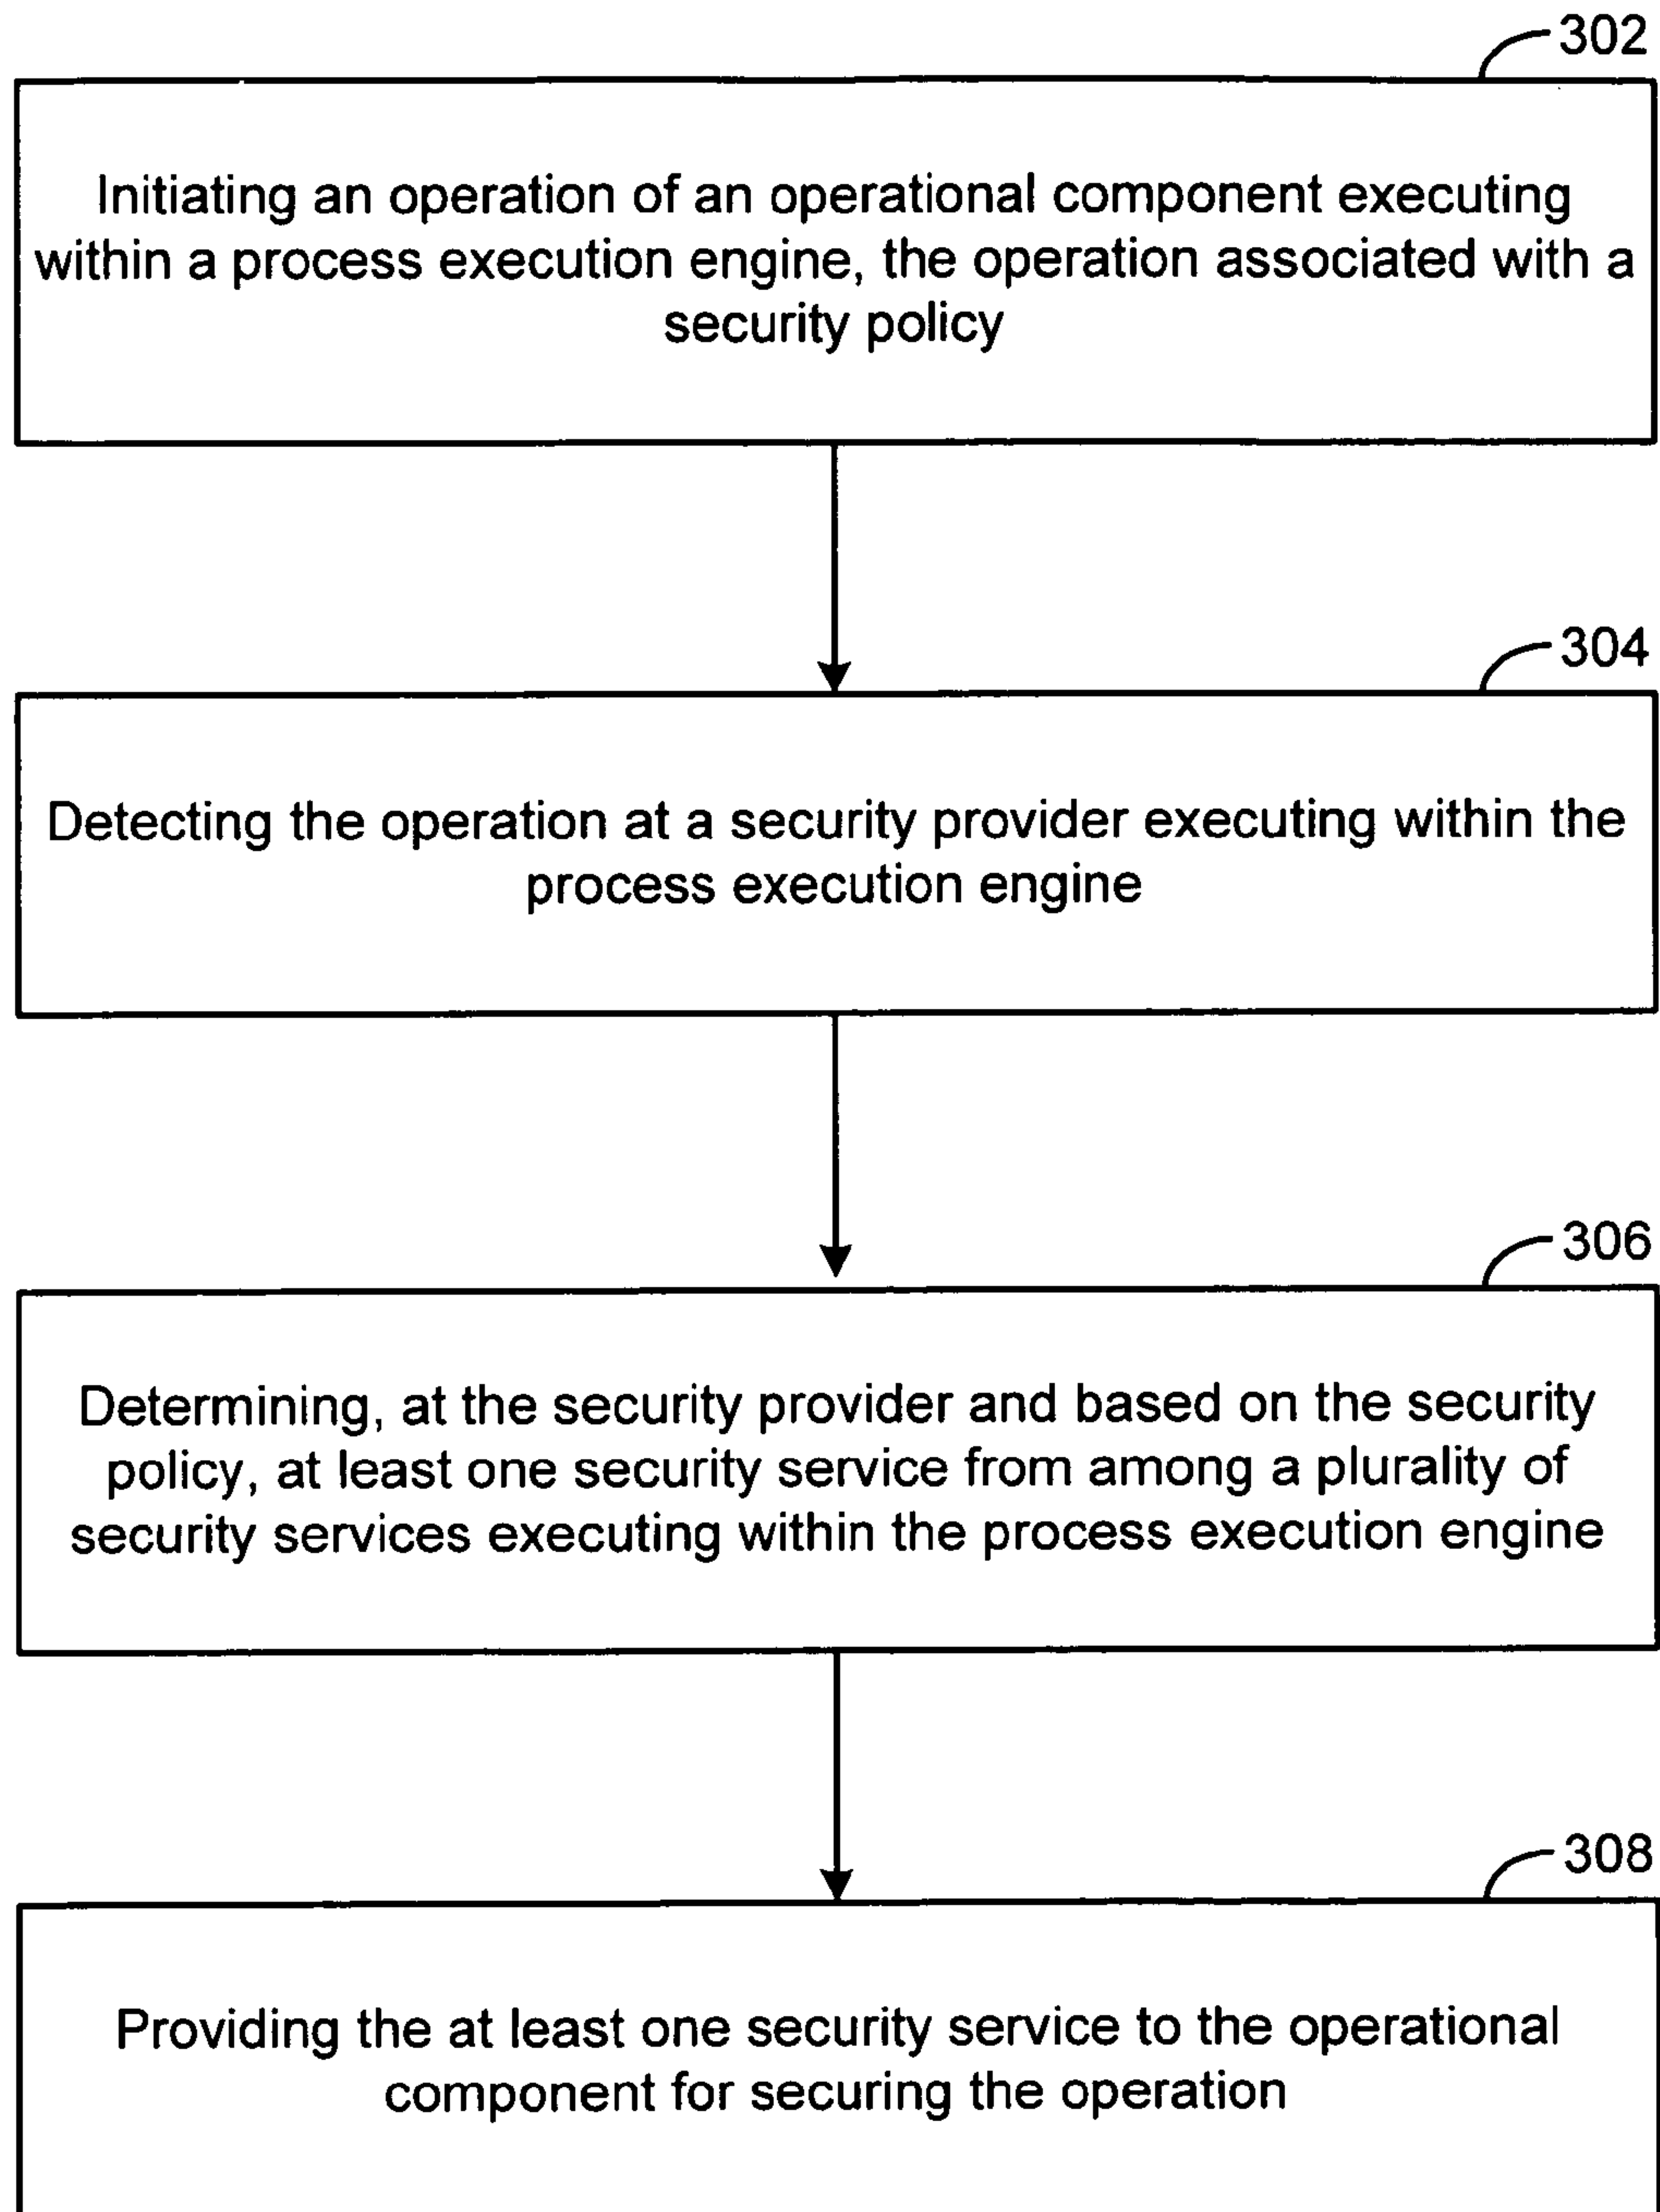 302
Initiating an operation of an operational component executing
within a process execution engine, the operation associated with a
security policy
304
Detecting the operation at a security provider executing within the
process execution engine
306
Determining, at the security provider and based on the security
policy, at least one security service from among a plurality of
security services executing within the process execution engine
308
Providing the at least one security service to the operational
component for securing the operation